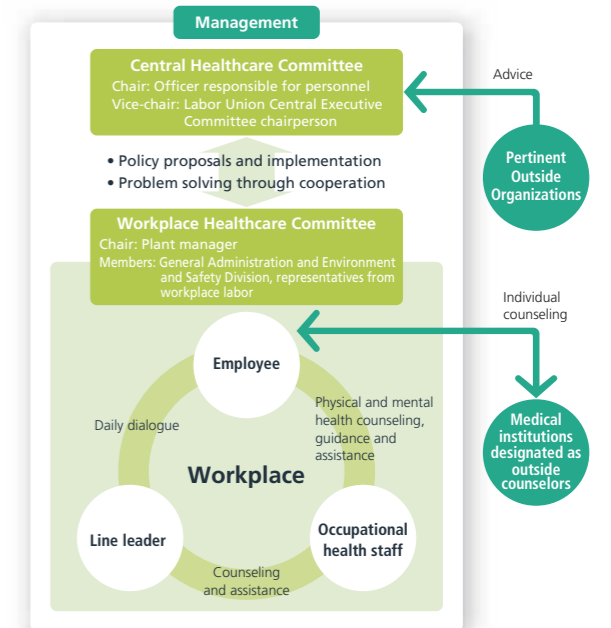 Management
Central Healthcare Committee
Chair: Officer responsible for personnel
Vice-chair: Labor Union Central Executive
Committee chairperson
Advice
• Policy proposals and implementation
• Problem solving through cooperation
Pertinent
Outside
Organizations
Workplace Healthcare Committee
Chair: Plant manager
Members: General Administration and Environment
and Safety Division, representatives from
workplace labor
Individual
counseling
Employee
Daily dialogue
Physical and mental
health counseling,
guidance and
assistance
Medical
institutions
designated as
outside
counselors
Workplace
Line leader
Occupational
health staff
Counseling
and assistance